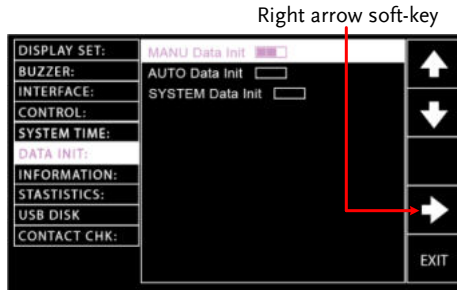 Right arrow soft-key
DISPLAY SET:
BUZZER:
INTERFACE:
CONTROL:
SYSTEM TIME:
DATA INIT:
INFORMATION:
STASTISTICS:
USB DISK
CONTACT CHK:
MANU Data Init
AUTO Data Init
SYSTEM Data Init
EXIT